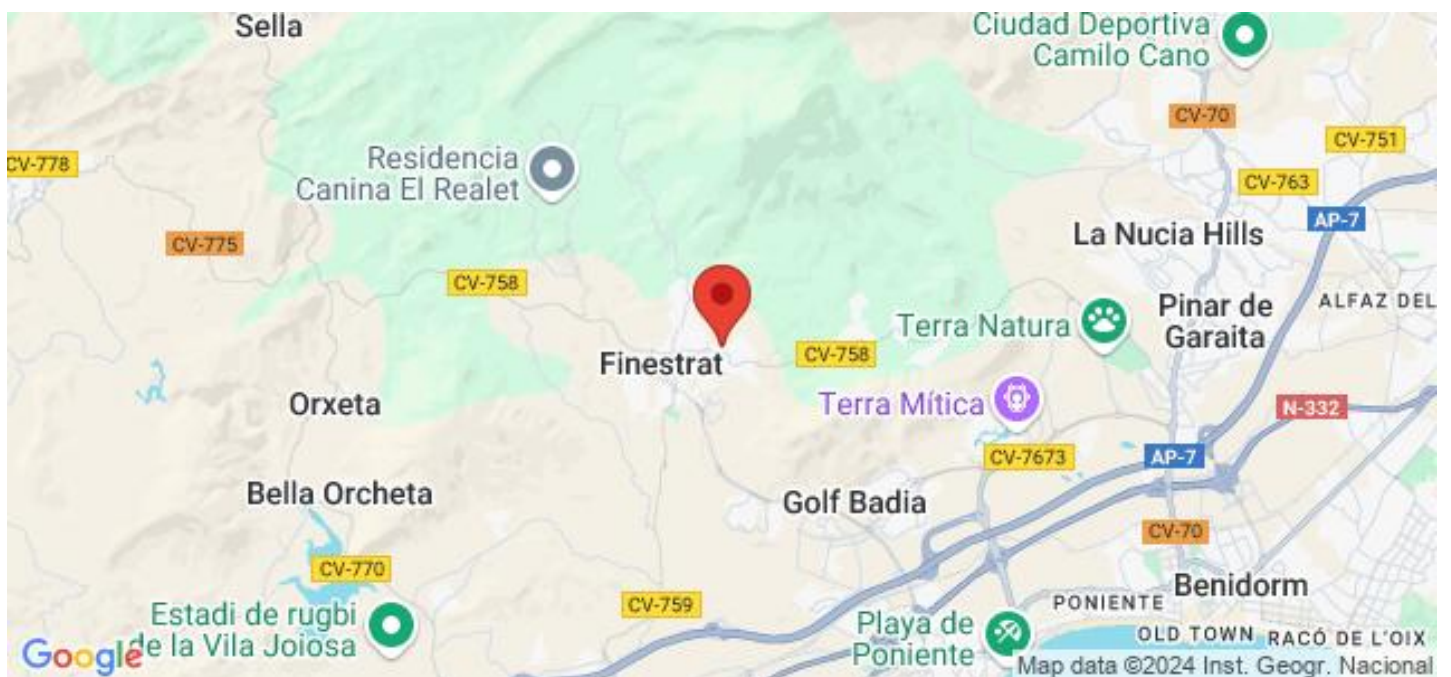 Sella
Ciudad Deportiva
Camilo Cano
CV-70
CV-751
CV-778
Residencia
Canina El Realet
CV-763
AP-7
CV-775
La Nucia Hills
CV-758
Terra Natura
Pinar de
Garaita
ALFAZ DEL
Finestrat
CV-758
Orxeta
Terra Mítica
N-332
CV-7673
AP-7
Bella Orcheta
Golf Badia
CV-70
CV-770
Benidorm
CV-759
PONIENTE
Estadi de rugbi
de la Vila Joiosa
Playa de
Poniente
OLD TOWN
RACÓ DE L'OIX
Google
Map data ©2024 Inst. Geogr. Nacional